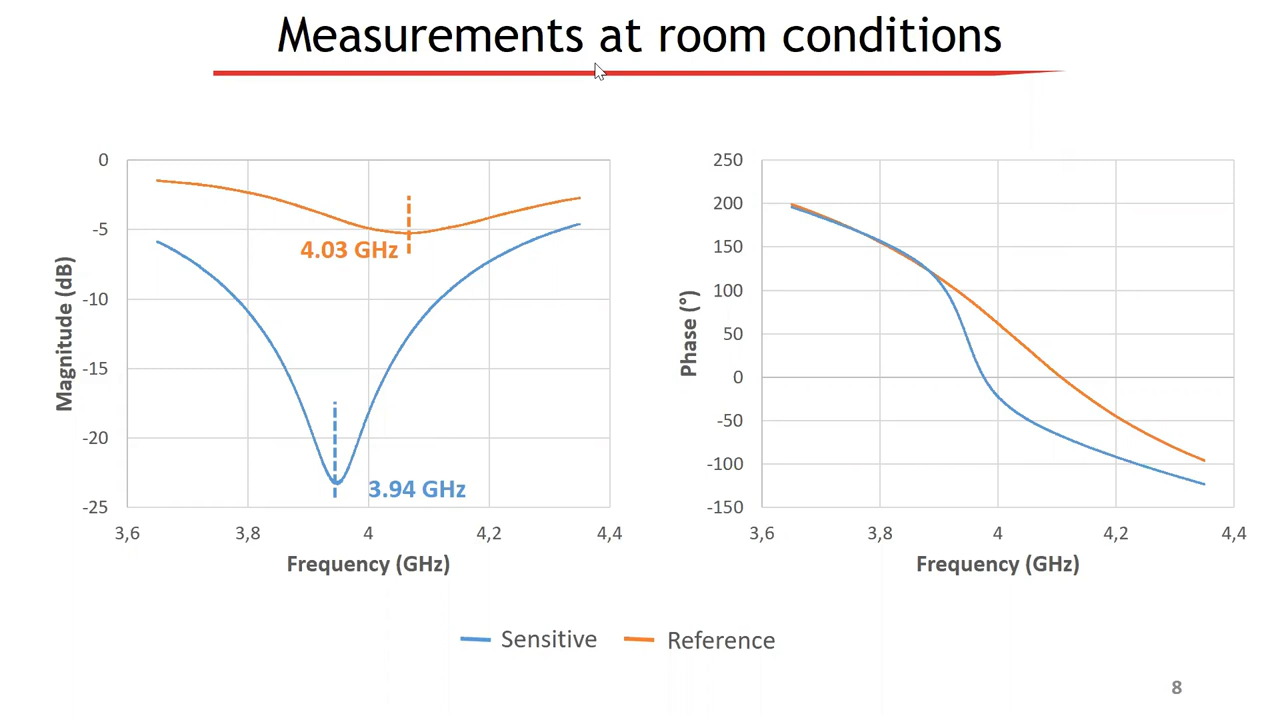 Measurements at room conditions
0
-5
-10
-15
-20
-25
Magnitude (dB)
4.03 GHz
3.94 GHz
3,6 3,8 4 4,2 4,4
Frequency (GHz)
250
200
150
100
50
0
-50
-100
-150
Phase (°)
3,6 3,8 4 4,2 4,4
Frequency (GHz)
Sensitive Reference
8